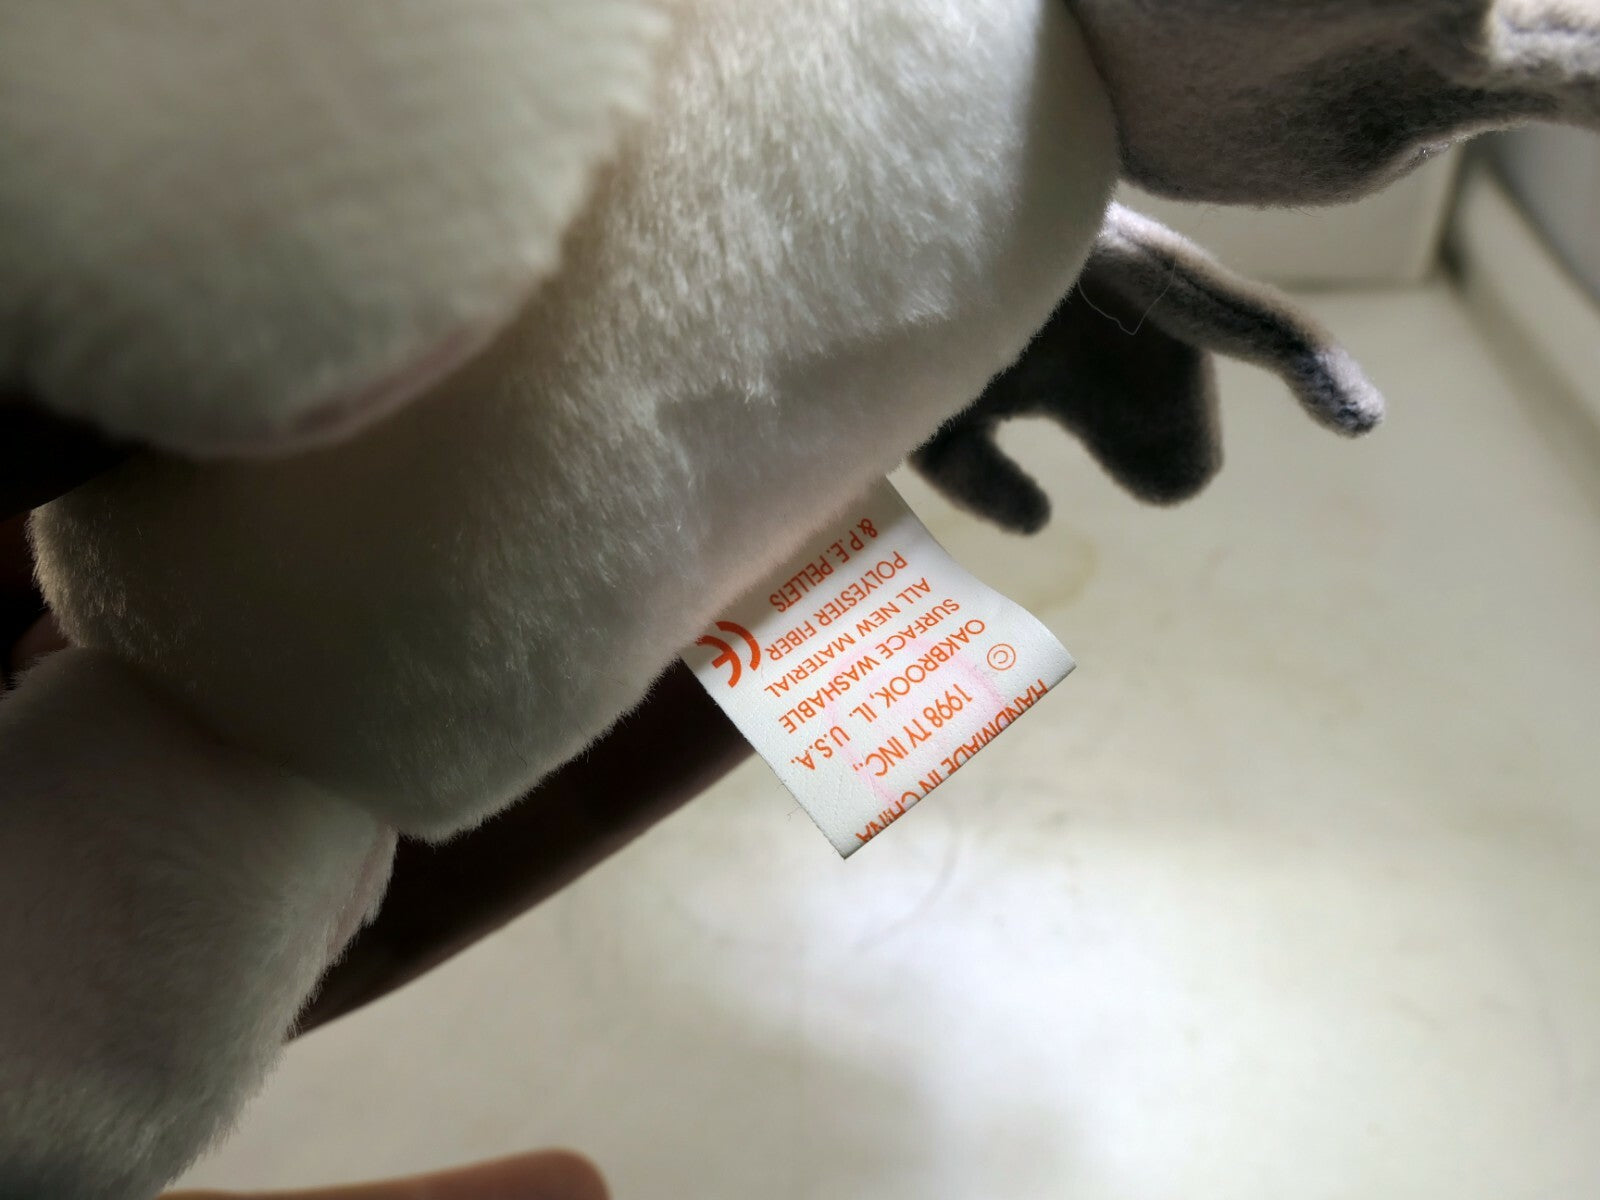 HANDMADE IN CHINA
© 1998 TY INC.,
OAKBROOK, IL. U.S.A.
SURFACE WASHABLE
ALL NEW MATERIAL
POLYESTER FIBER
& P.E. PELLETS
CE